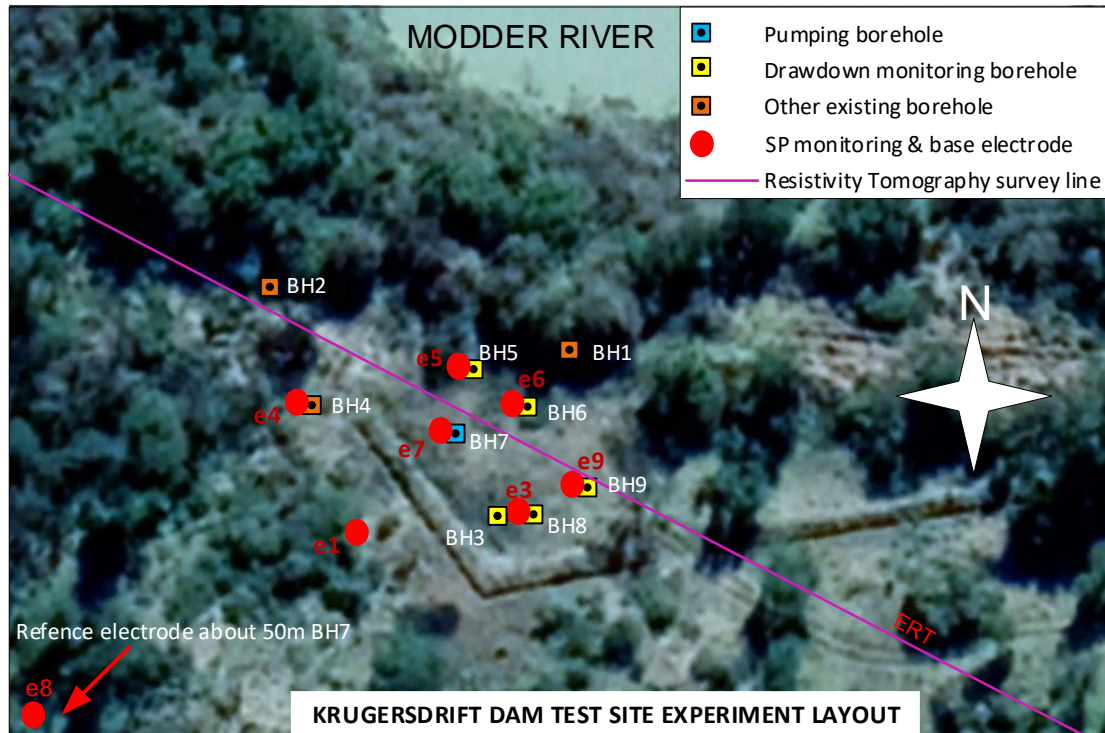 MODDER RIVER
Pumping borehole
Drawdown monitoring borehole
Other existing borehole
SP monitoring & base electrode
Resistivity Tomography survey line
N
BH2
BH1
e5
BH5
e6
BH6
e4
BH4
e7
BH7
e9
BH9
e3
BH3
BH8
e1
ERT
Refence electrode about 50m BH7
e8
KRUGERSDRIFT DAM TEST SITE EXPERIMENT LAYOUT